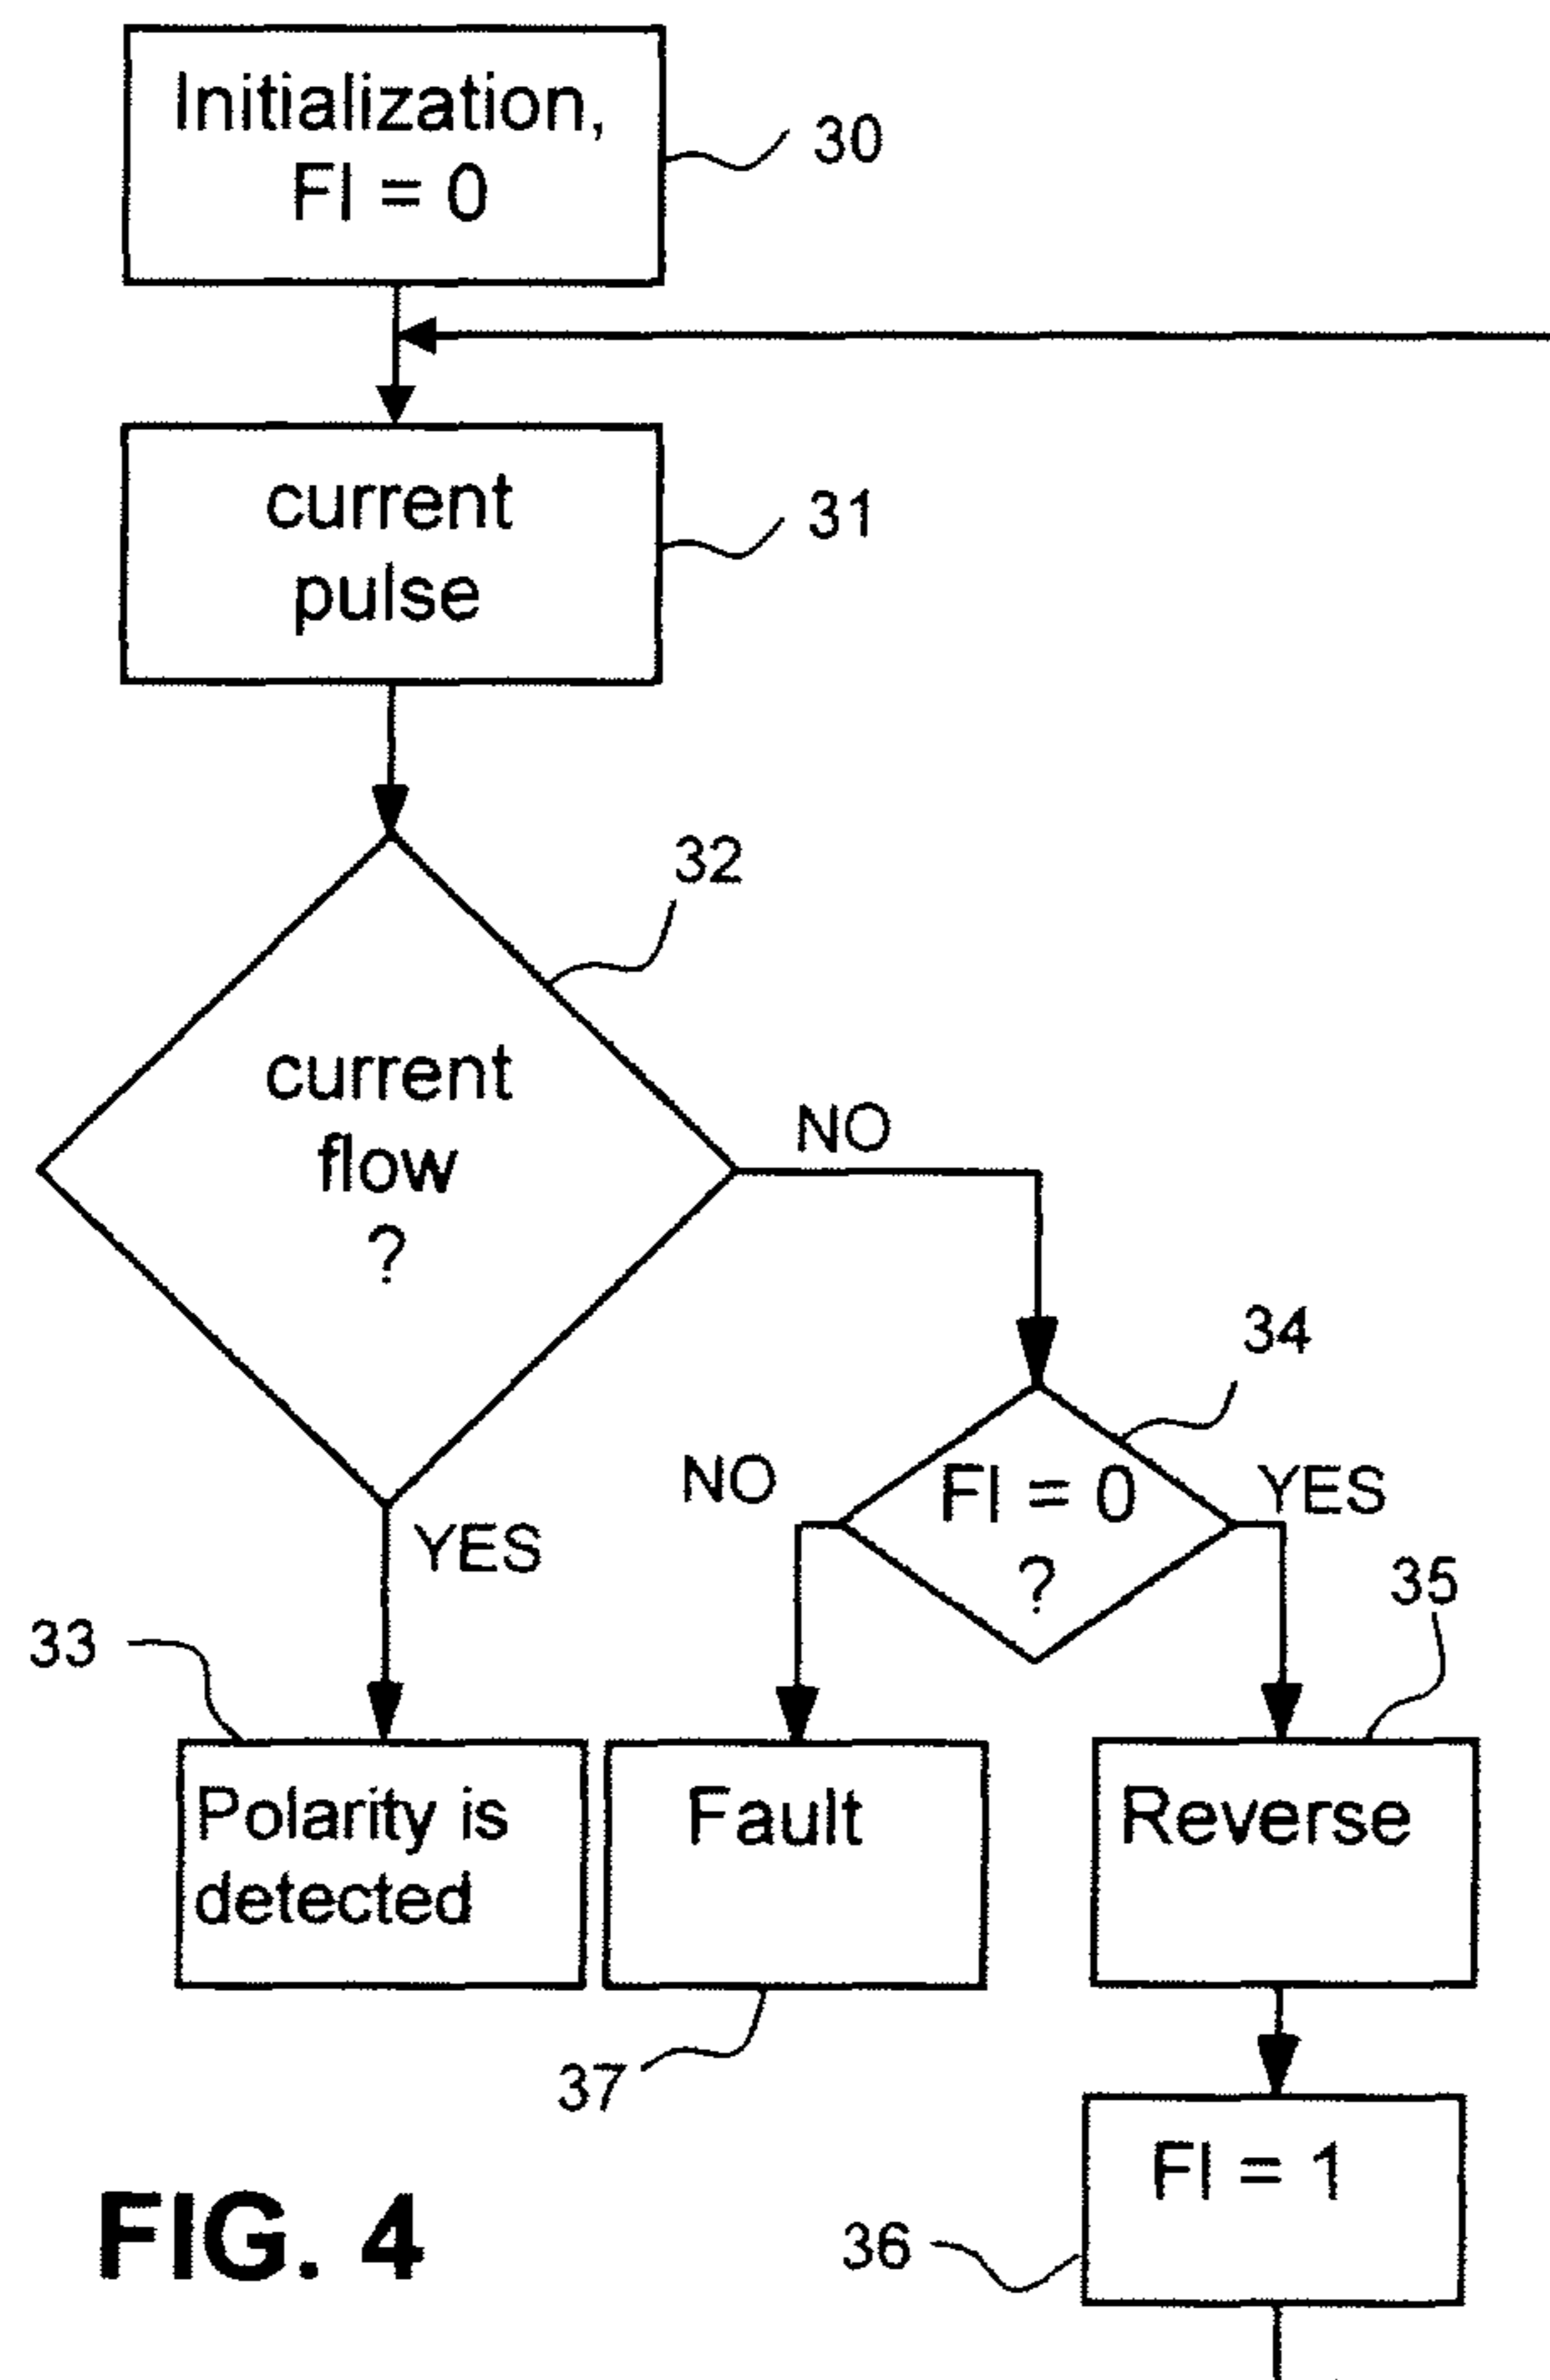 Initialization,
FI = 0
30
current
pulse
31
32
current
flow
?
NO
YES
33
Polarity is
detected
34
FI = 0
?
NO
YES
35
Fault
37
Reverse
FI = 1
36
FIG. 4